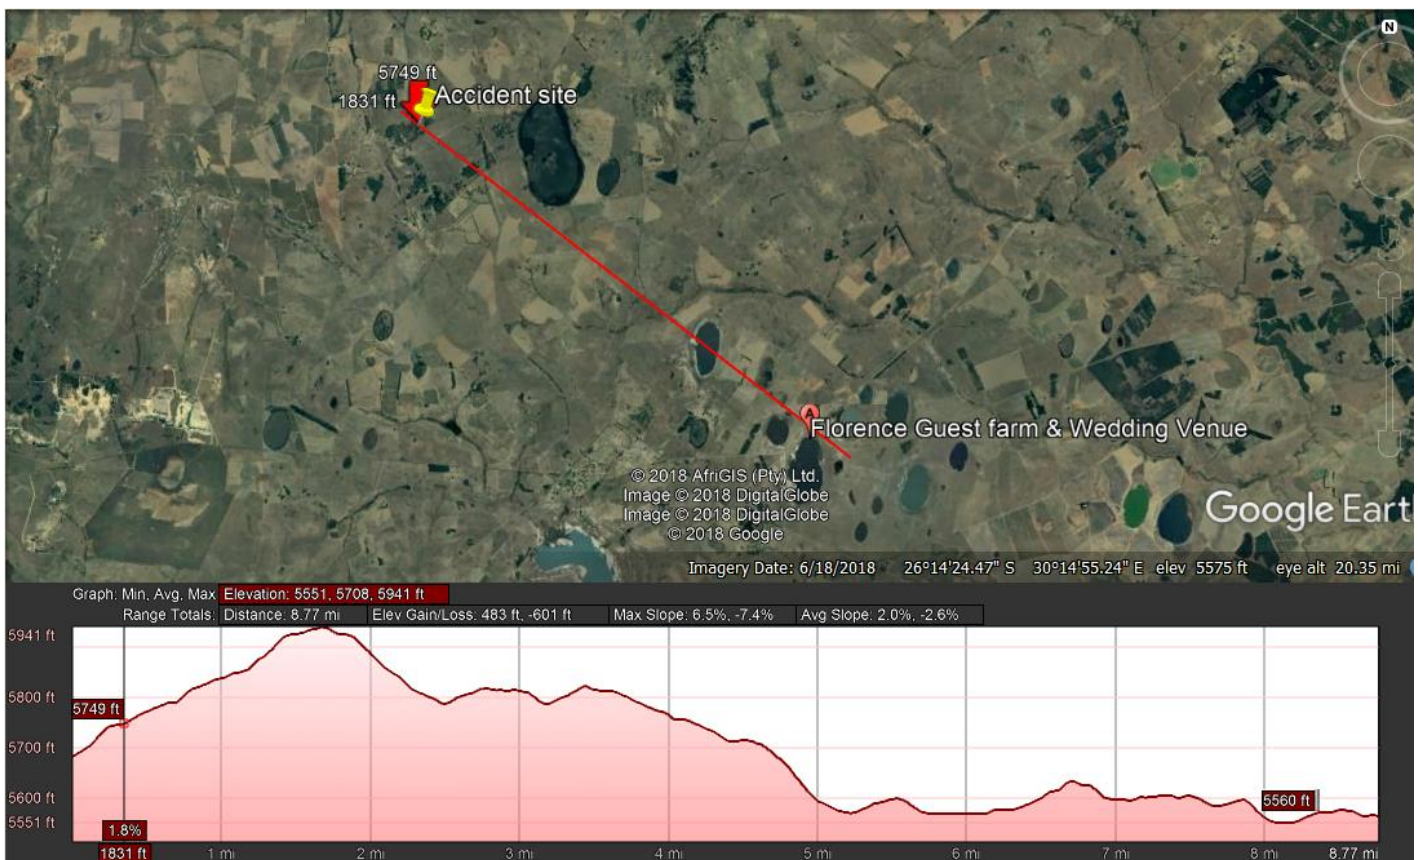 N
5749 ft
1831 ft
Accident site
A
Florence Guest farm & Wedding Venue
© 2018 AfriGIS (Pty) Ltd.
Image © 2018 DigitalGlobe
Image © 2018 DigitalGlobe
© 2018 Google
Google Eart
Imagery Date: 6/18/2018 26°14'24.47" S 30°14'55.24" E elev 5575 ft eye alt 20.35 mi
Graph: Min, Avg, Max Elevation: 5551, 5708, 5941 ft
Range Totals: Distance: 8.77 mi Elev Gain/Loss: 483 ft, -601 ft Max Slope: 6.5%, -7.4% Avg Slope: 2.0%, -2.6%
5941 ft
5800 ft
5749 ft
5700 ft
5600 ft
5560 ft
5551 ft
1.8%
1831 ft 1 mi 2 mi 3 mi 4 mi 5 mi 6 mi 7 mi 8 mi 8.77 mi